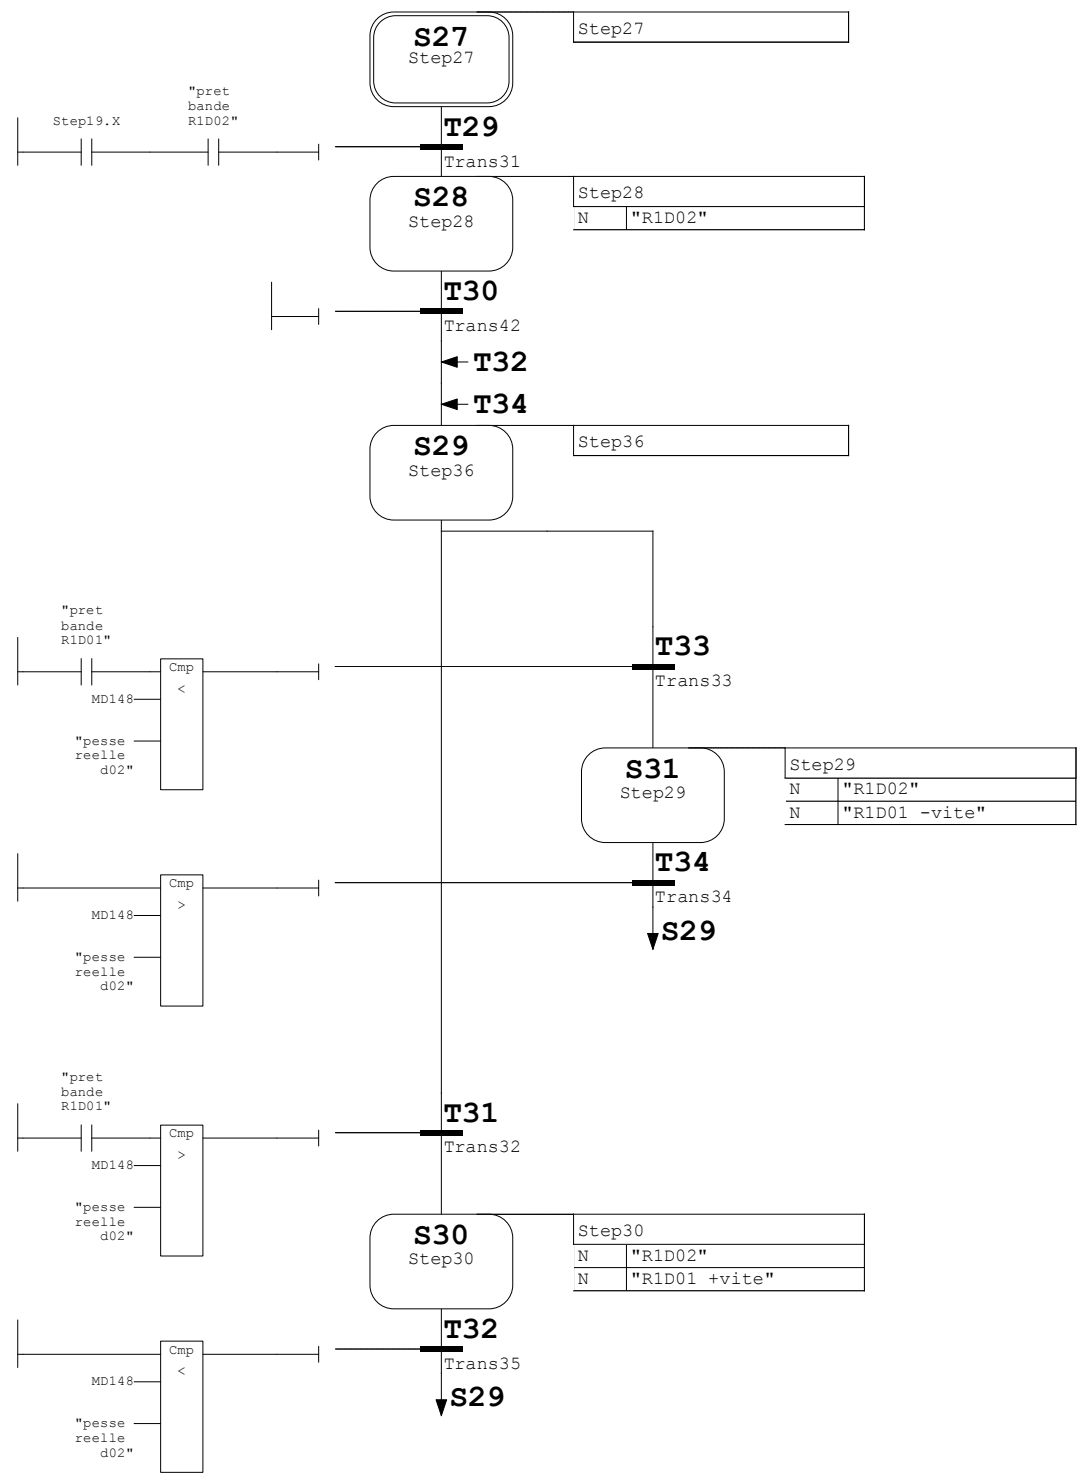 S27
Step27
Step27
"pret
bande
R1D02"
Step19.X
T29
Trans31
S28
Step28
Step28
N "R1D02"
T30
Trans42
T32
T34
S29
Step36
Step36
"pret
bande
R1D01"
Cmp
<
MD148
"pesse
reelle
d02"
T33
Trans33
S31
Step29
Step29
N "R1D02"
N "R1D01 -vite"
Cmp
>
MD148
"pesse
reelle
d02"
T34
Trans34
S29
"pret
bande
R1D01"
Cmp
>
MD148
"pesse
reelle
d02"
T31
Trans32
S30
Step30
Step30
N "R1D02"
N "R1D01 +vite"
Cmp
<
MD148
"pesse
reelle
d02"
T32
Trans35
S29